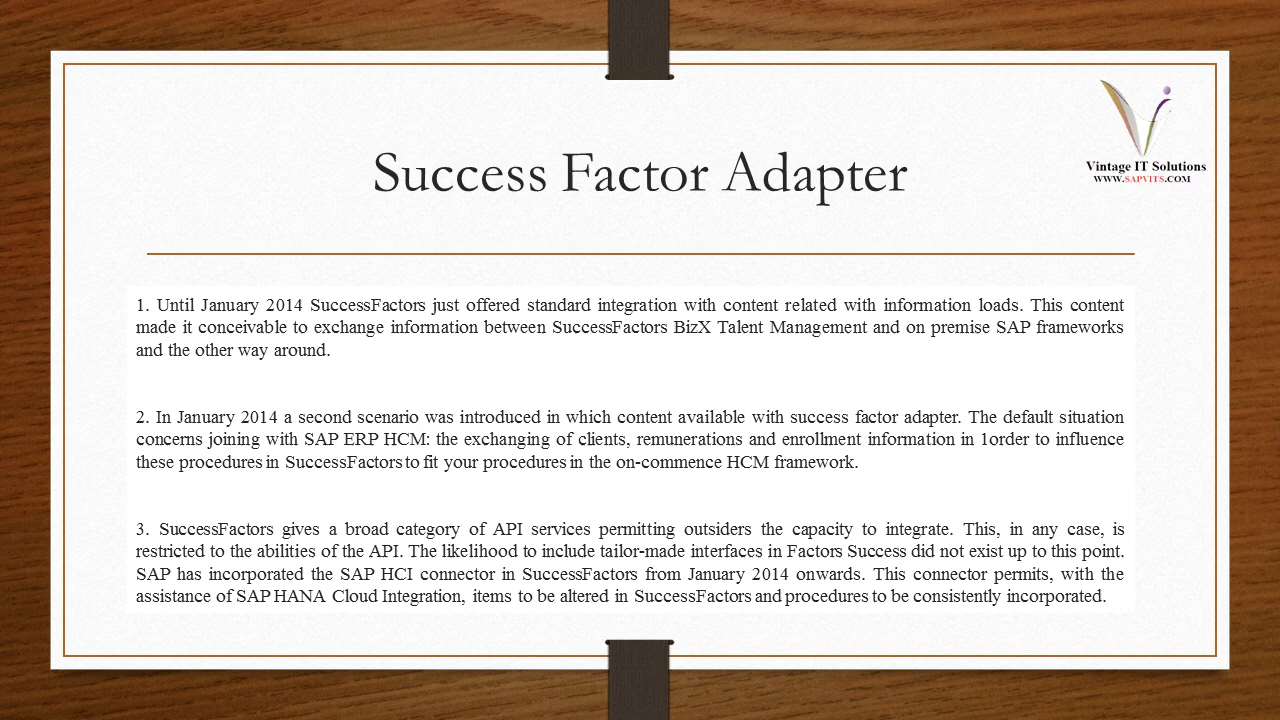 Success Factor Adapter
Vintage IT Solutions
WWW.SAPVITS.COM
1. Until January 2014 SuccessFactors just offered standard integration with content related with information loads. This content
made it conceivable to exchange information between SuccessFactors BizX Talent Management and on premise SAP frameworks
and the other way around.
2. In January 2014 a second scenario was introduced in which content available with success factor adapter. The default situation
concerns joining with SAP ERP HCM: the exchanging of clients, remunerations and enrollment information in 1order to influence
these procedures in SuccessFactors to fit your procedures in the on-commence HCM framework.
3. SuccessFactors gives a broad category of API services permitting outsiders the capacity to integrate. This, in any case, is
restricted to the abilities of the API. The likelihood to include tailor-made interfaces in Factors Success did not exist up to this point.
SAP has incorporated the SAP HCI connector in SuccessFactors from January 2014 onwards. This connector permits, with the
assistance of SAP HANA Cloud Integration, items to be altered in SuccessFactors and procedures to be consistently incorporated.